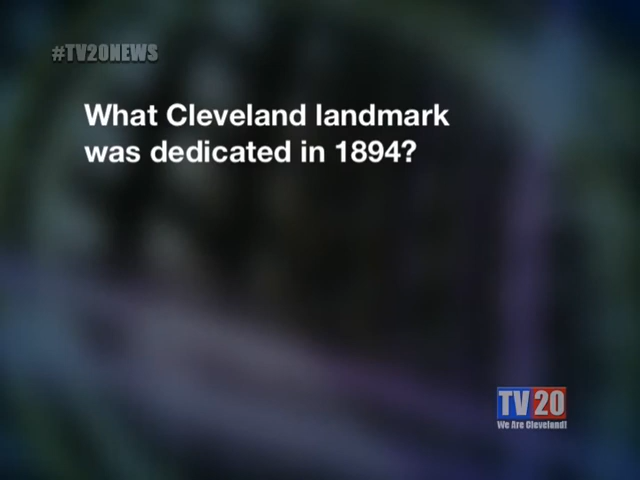 #TV20NEWS
What Cleveland landmark
was dedicated in 1894?
TV20
We Are Cleveland!